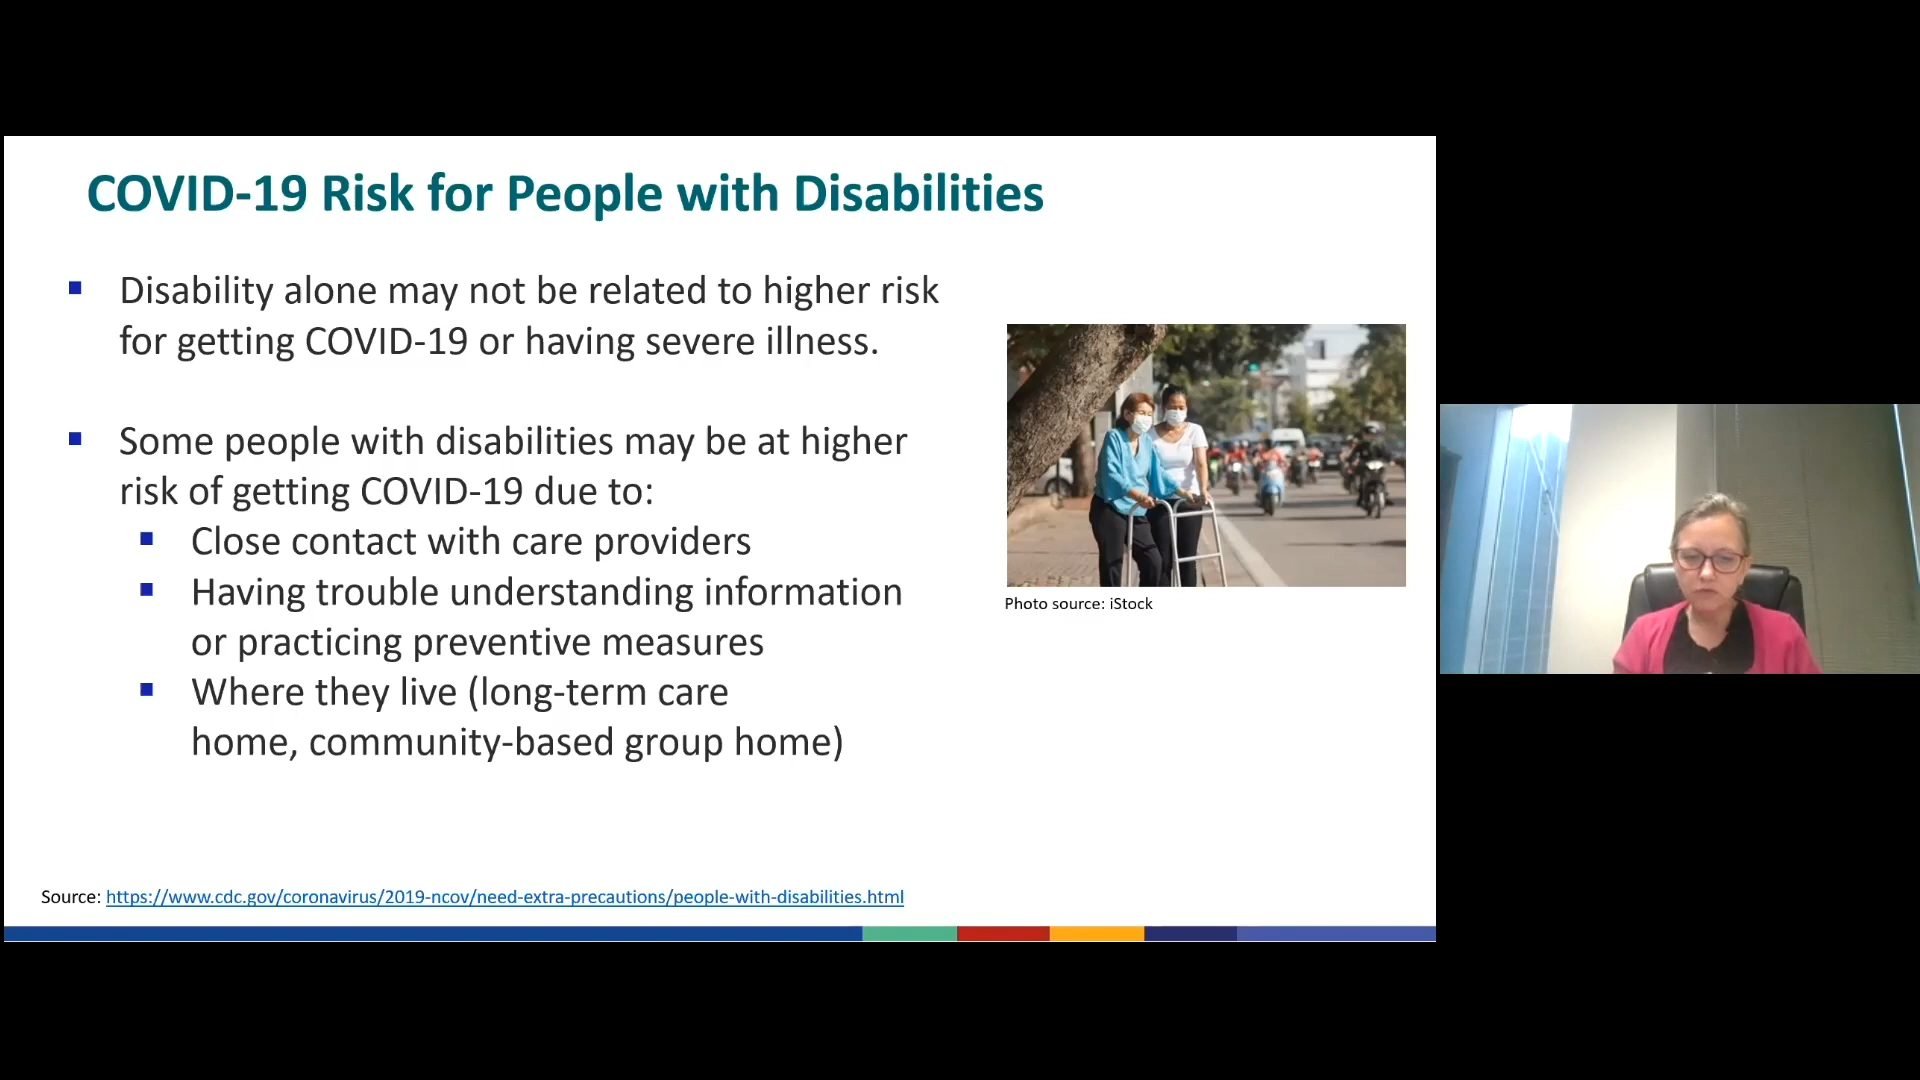 COVID-19 Risk for People with Disabilities
Disability alone may not be related to higher risk
for getting COVID-19 or having severe illness.
Some people with disabilities may be at higher
risk of getting COVID-19 due to:
Close contact with care providers
Having trouble understanding information
or practicing preventive measures
Where they live (long-term care
home, community-based group home)
Photo source: iStock
Source: https://www.cdc.gov/coronavirus/2019-ncov/need-extra-precautions/people-with-disabilities.html